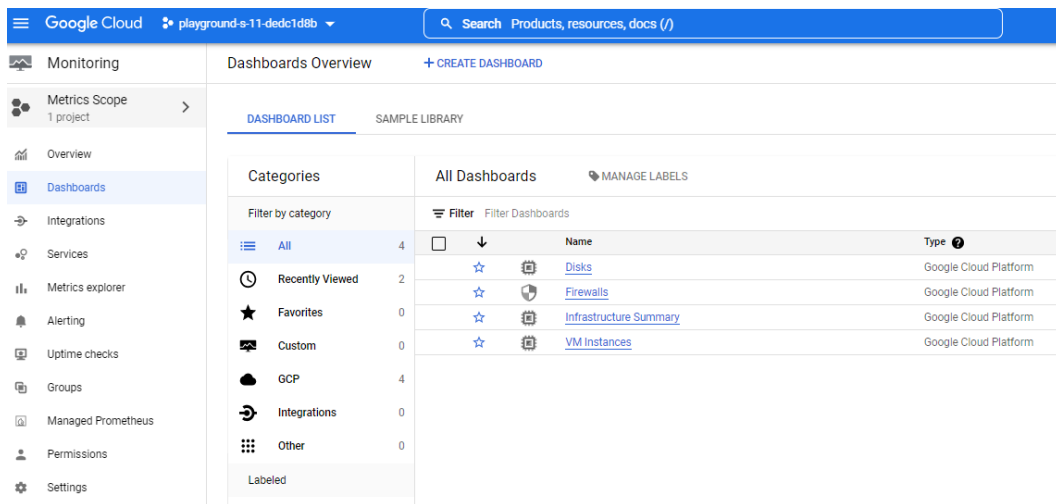 Google Cloud playground-s-11-dedc1d8b Search Products, resources, docs (/)
Monitoring
Metrics Scope
1 project
Overview
Dashboards
Integrations
Services
Metrics explorer
Alerting
Uptime checks
Groups
Managed Prometheus
Permissions
Settings
Dashboards Overview + CREATE DASHBOARD
DASHBOARD LIST SAMPLE LIBRARY
Categories
Filter by category
All 4
Recently Viewed 2
Favorites 0
Custom 0
GCP 4
Integrations 0
Other 0
Labeled
All Dashboards MANAGE LABELS
Filter Filter Dashboards
Name Type ?
Disks Google Cloud Platform
Firewalls Google Cloud Platform
Infrastructure Summary Google Cloud Platform
VM Instances Google Cloud Platform